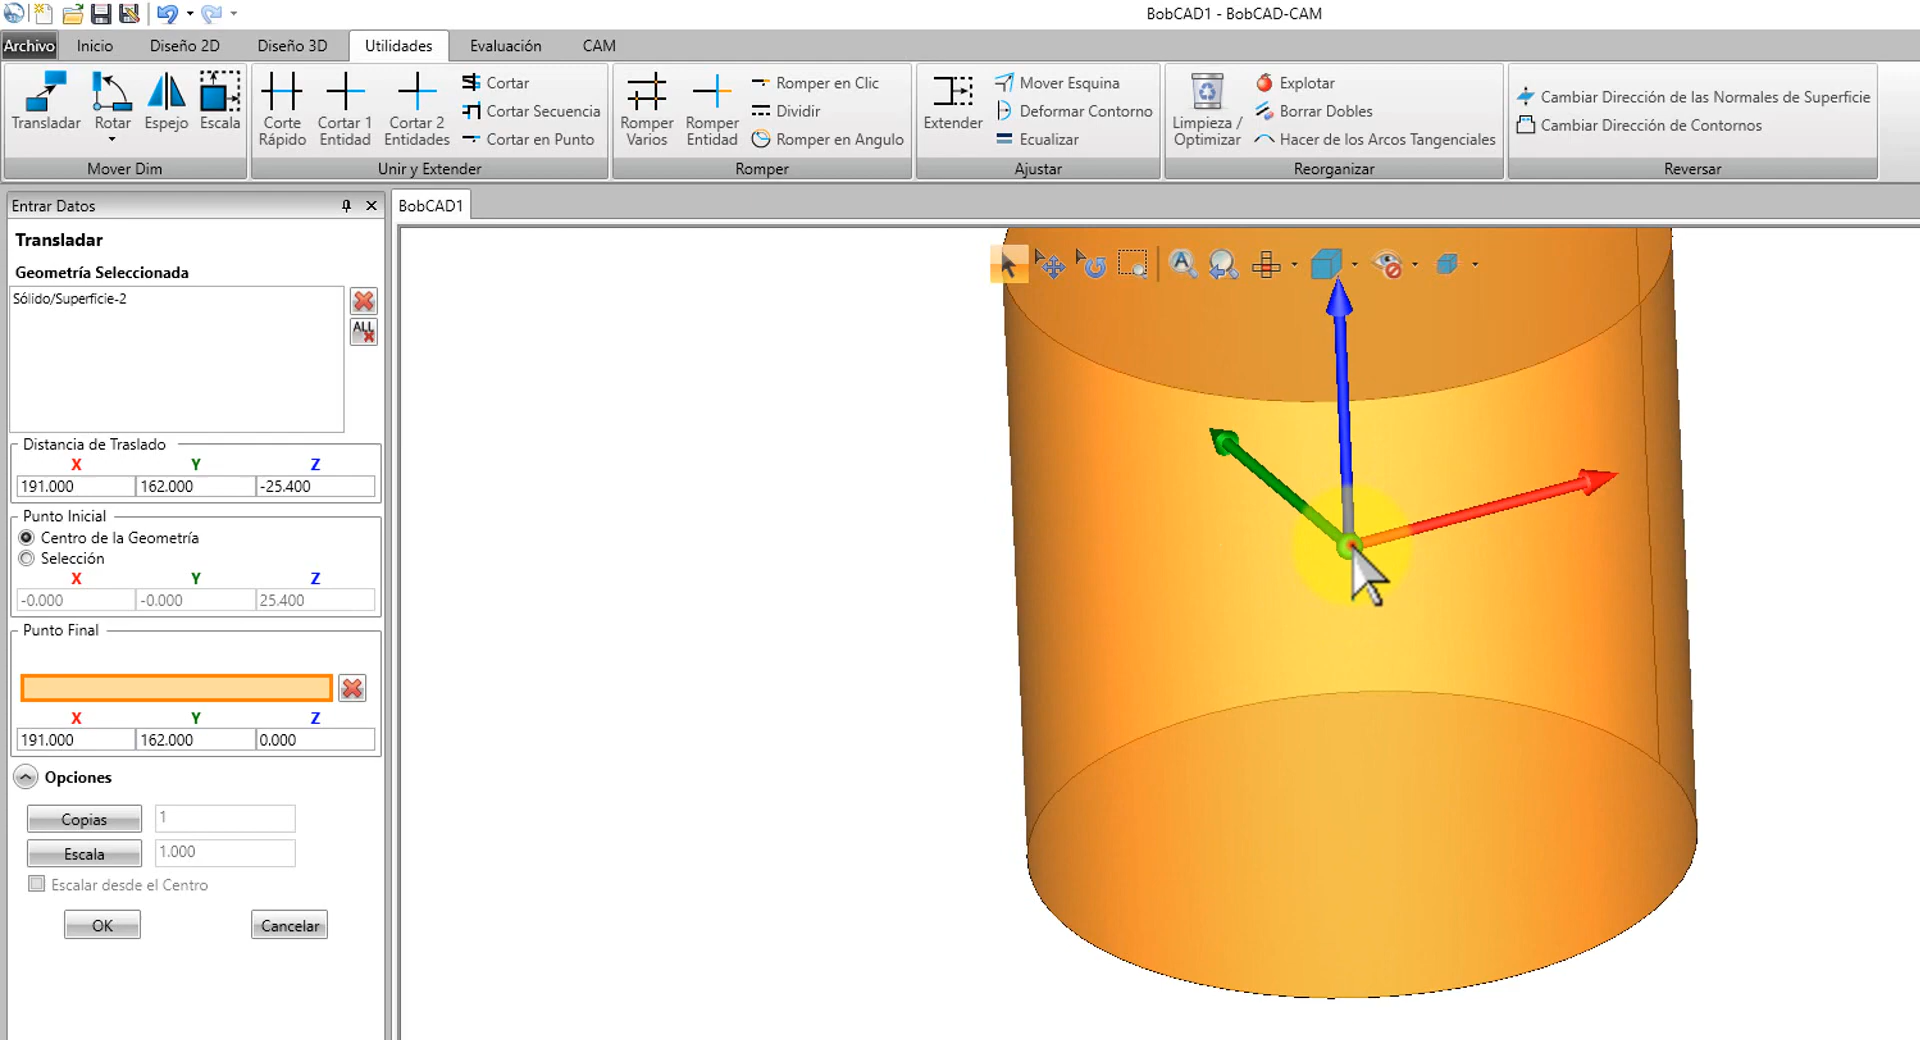 BobCAD1 - BobCAD-CAM
Archivo Inicio Diseño 2D Diseño 3D Utilidades Evaluación CAM
Transladar Rotar Espejo Escala
Mover Dim
Corte Rápido
Cortar 1 Entidad
Cortar 2 Entidades
Cortar
Cortar Secuencia
Cortar en Punto
Unir y Extender
Romper Varios
Romper Entidad
Romper en Clic
Dividir
Romper en Angulo
Romper
Extender
Mover Esquina
Deformar Contorno
Ecualizar
Ajustar
Limpieza / Optimizar
Explotar
Borrar Dobles
Hacer de los Arcos Tangenciales
Reorganizar
Cambiar Dirección de las Normales de Superficie
Cambiar Dirección de Contornos
Reversar
Entrar Datos
BobCAD1
Transladar
Geometría Seleccionada
Sólido/Superficie-2
ALL
Distancia de Traslado
X Y Z
191.000 162.000 -25.400
Punto Inicial
Centro de la Geometría
Selección
X Y Z
-0.000 -0.000 25.400
Punto Final
X Y Z
191.000 162.000 0.000
Opciones
Copias 1
Escala 1.000
Escalar desde el Centro
OK Cancelar